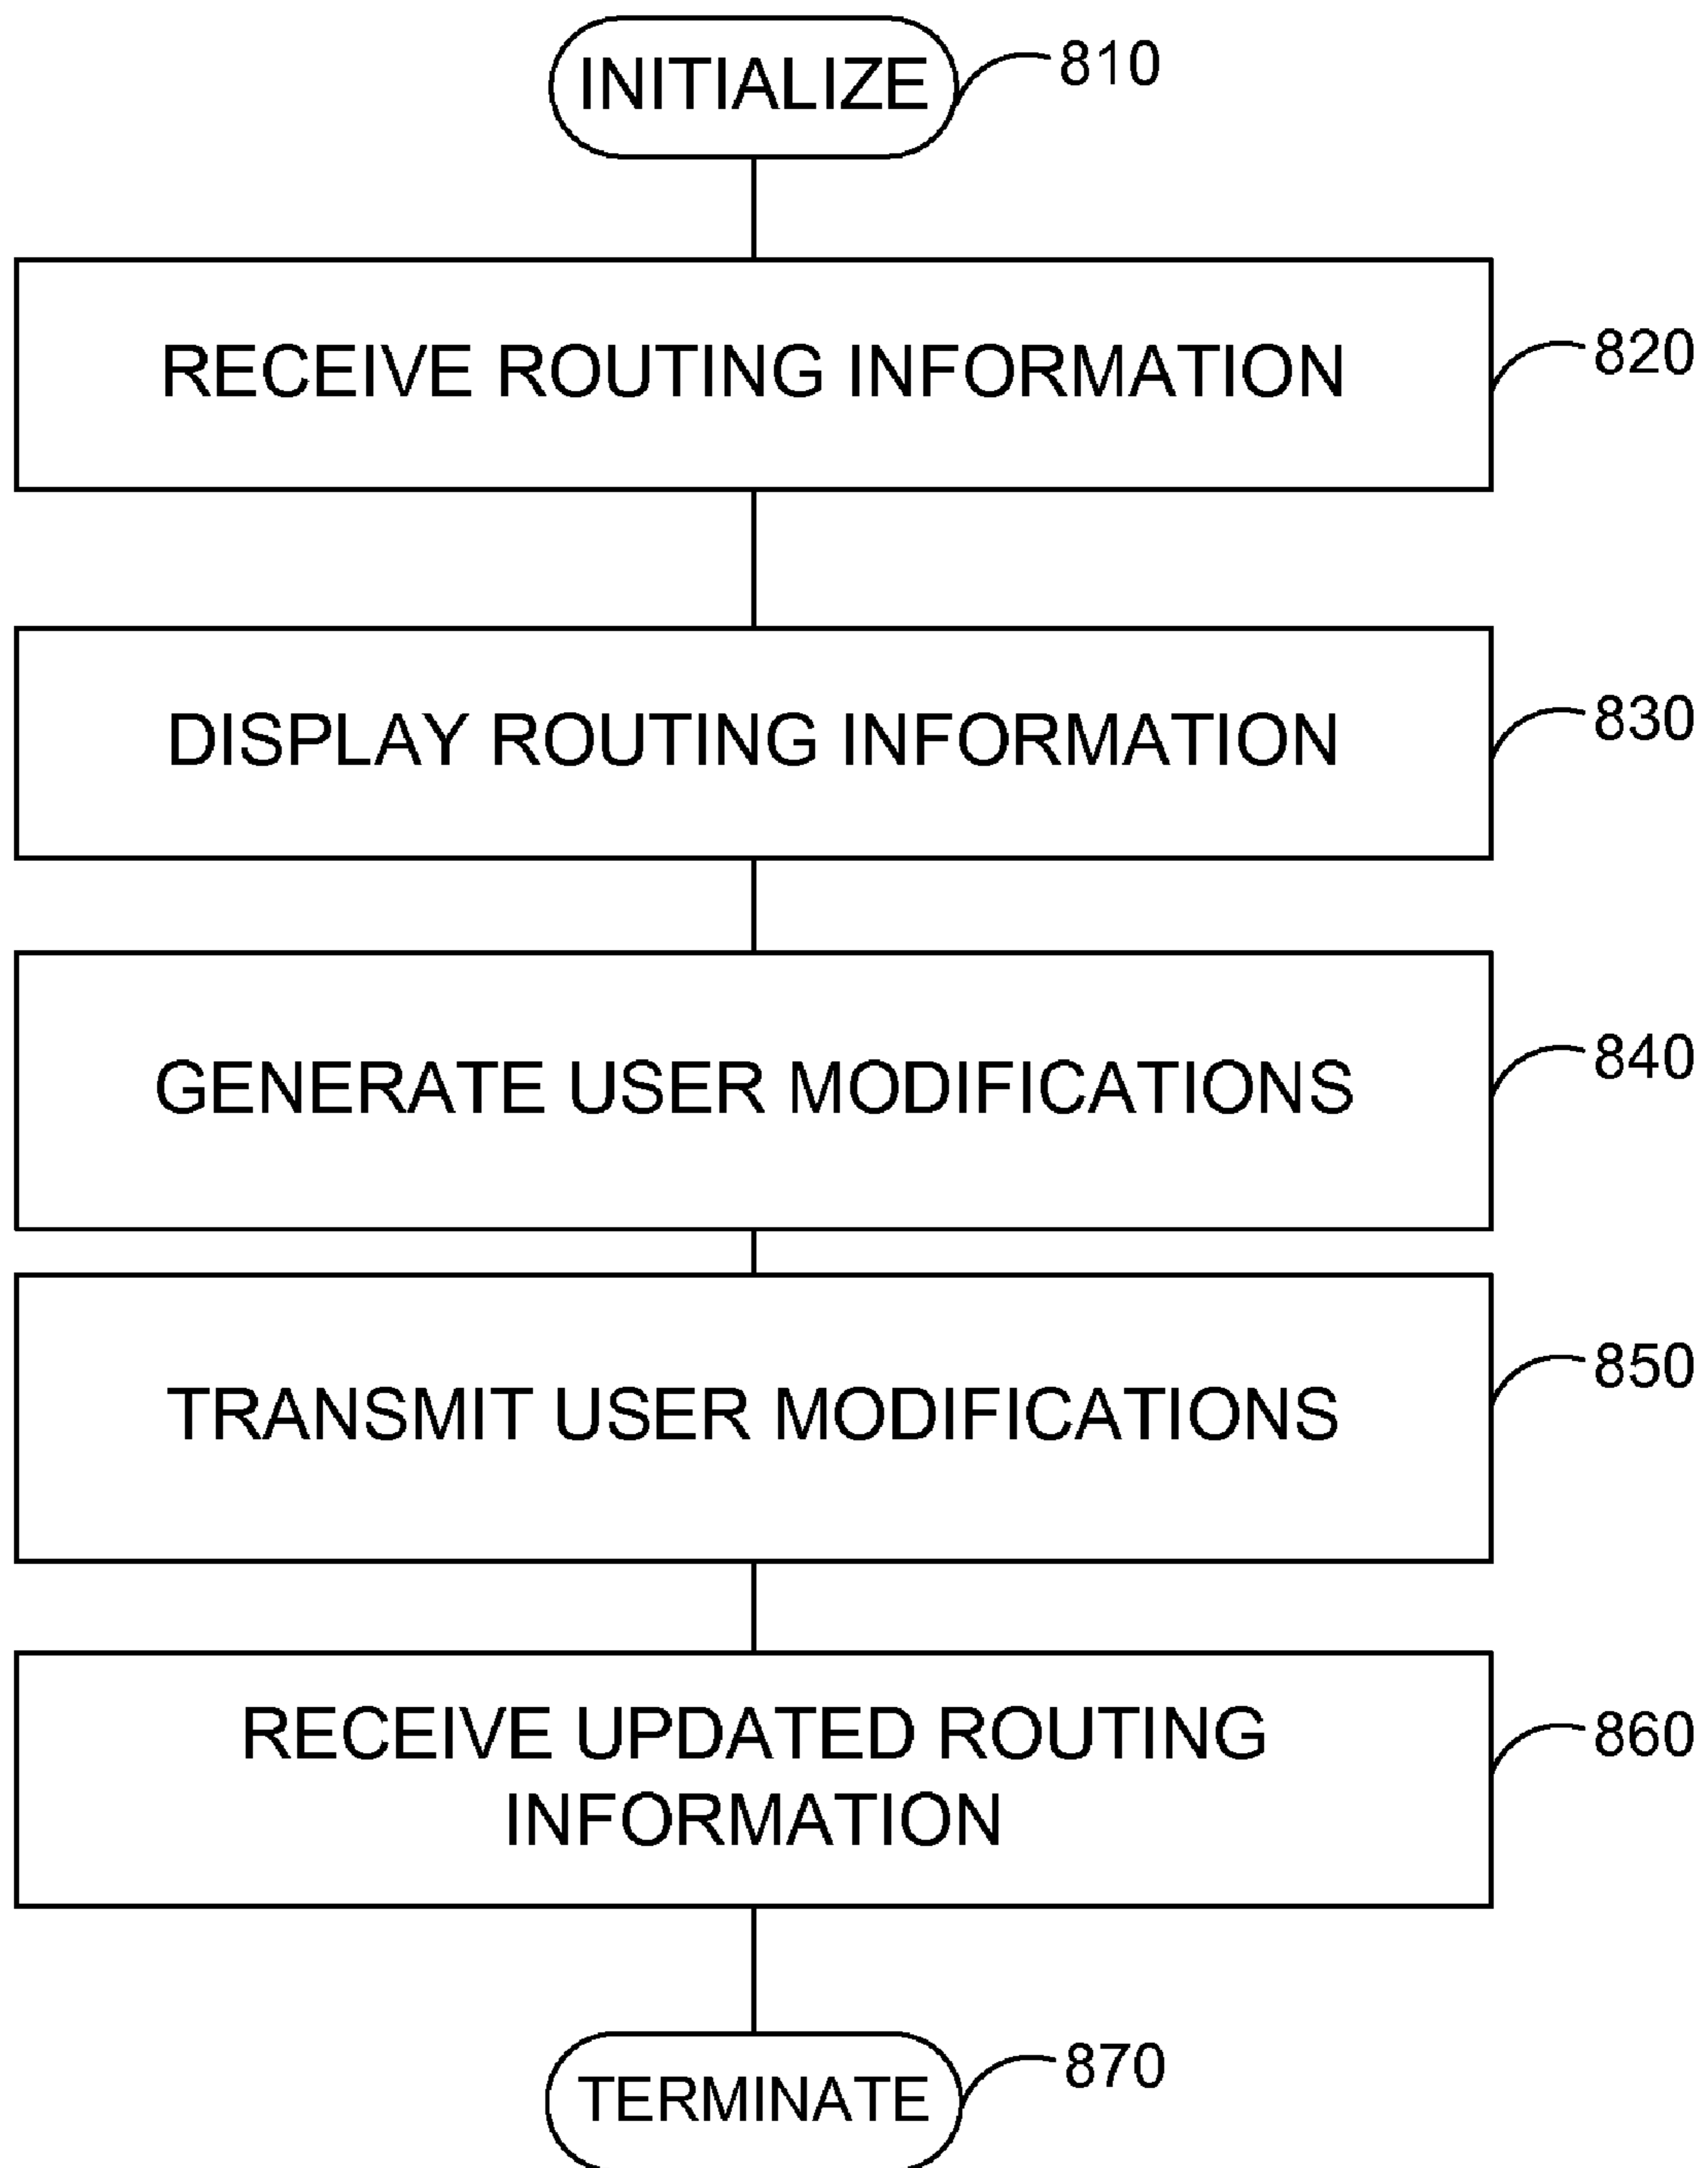 INITIALIZE
810
RECEIVE ROUTING INFORMATION
820
DISPLAY ROUTING INFORMATION
830
GENERATE USER MODIFICATIONS
840
TRANSMIT USER MODIFICATIONS
850
RECEIVE UPDATED ROUTING
INFORMATION
860
TERMINATE
870